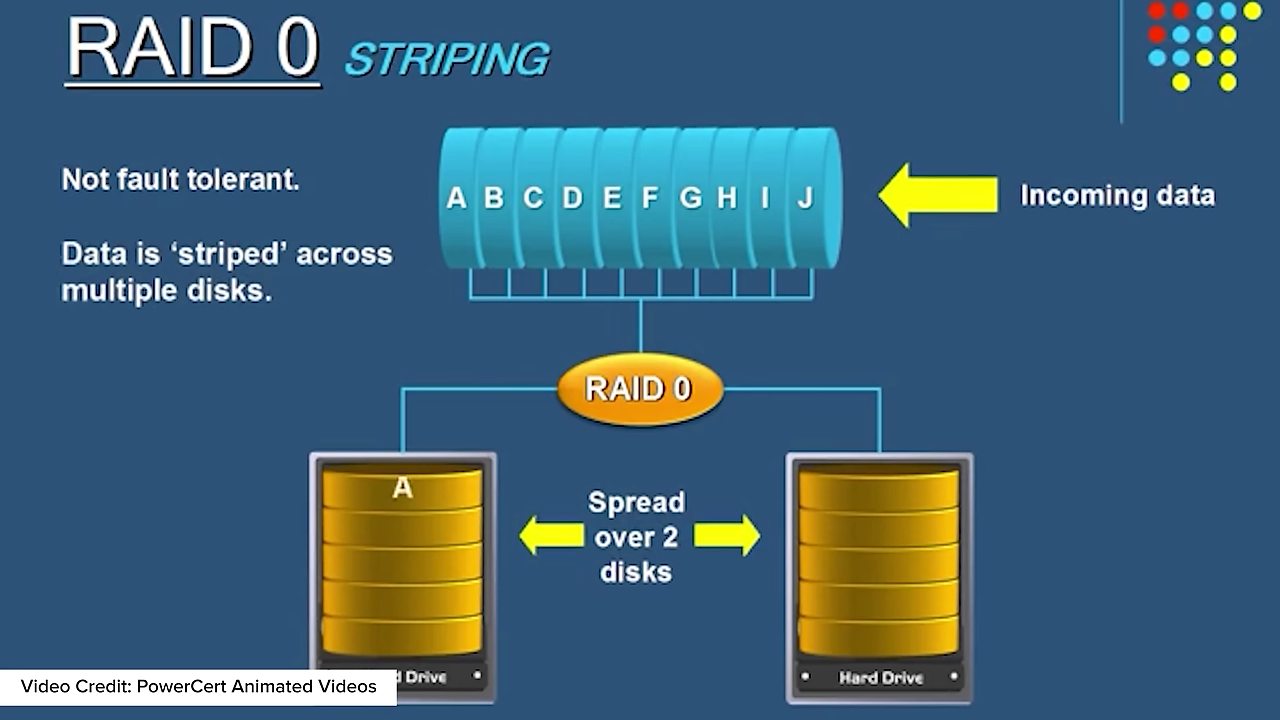 RAID 0 STRIPING
Not fault tolerant.
Data is ‘striped’ across
multiple disks.
A B C D E F G H I J
Incoming data
RAID 0
A
Spread
over 2
disks
d Drive
Hard Drive
Video Credit: PowerCert Animated Videos